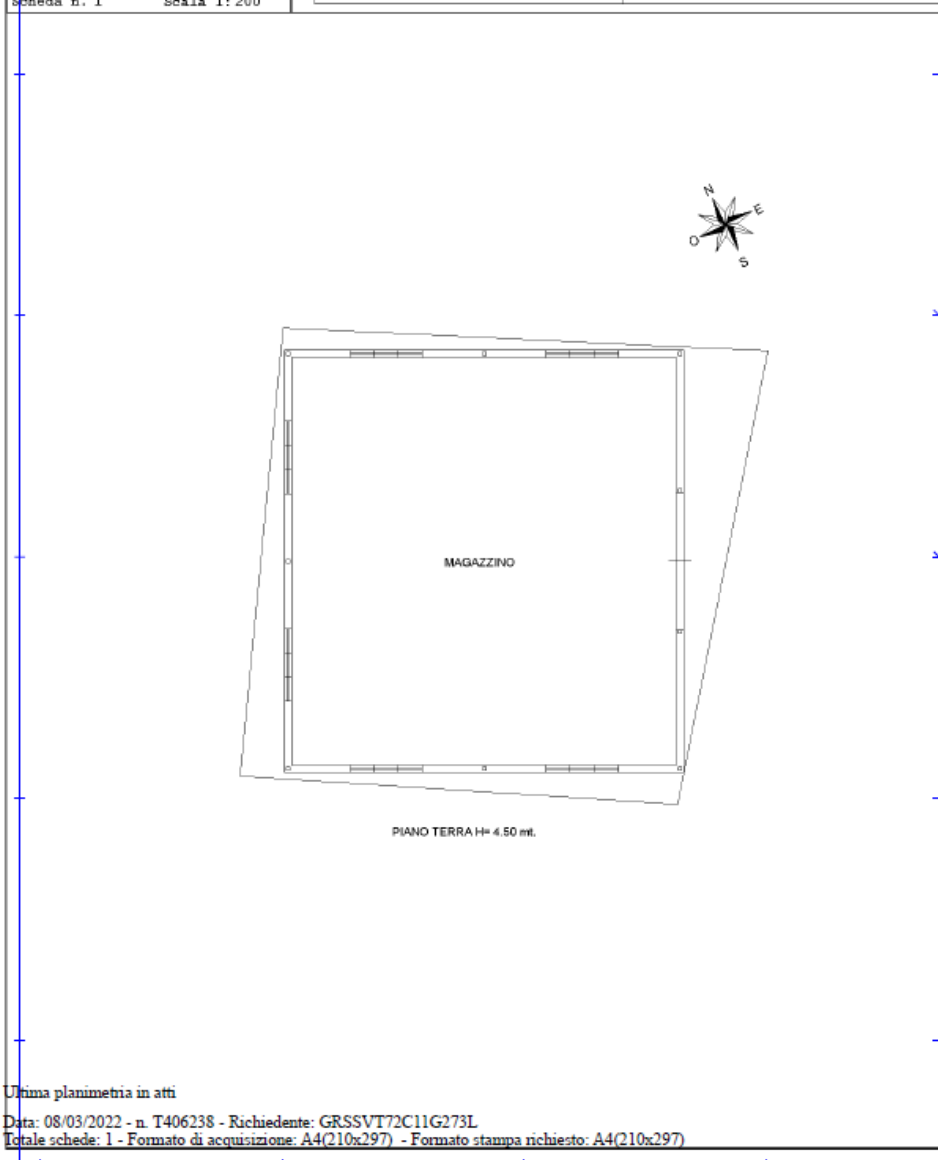 Scheda n. 1 Scala 1:200
N
E
O
S
MAGAZZINO
PIANO TERRA H= 4.50 mt.
Ultima planimetria in atti
Data: 08/03/2022 - n. T406238 - Richiedente: GRSSVT72C11G273L
Totale schede: 1 - Formato di acquisizione: A4(210x297) - Formato stampa richiesto: A4(210x297)